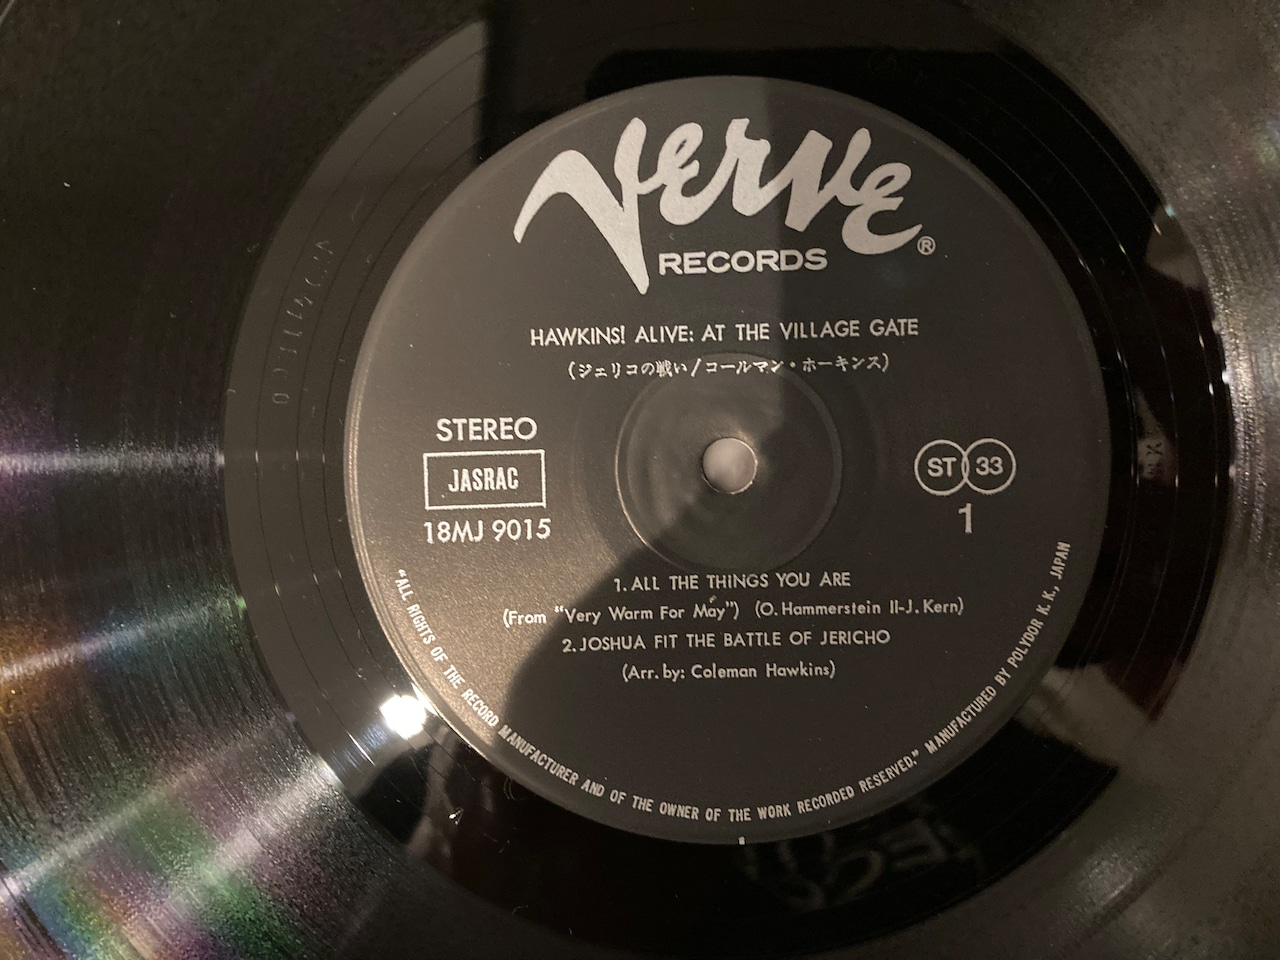 Verve ®
RECORDS
HAWKINS! ALIVE: AT THE VILLAGE GATE
(ジェリコの戦い/コールマン・ホーキンス)
STEREO
JASRAC
18MJ 9015
ST 33
1
1. ALL THE THINGS YOU ARE
(From "Very Warm For May") (O. Hammerstein II-J. Kern)
2. JOSHUA FIT THE BATTLE OF JERICHO
(Arr. by: Coleman Hawkins)
"ALL RIGHTS OF THE RECORD MANUFACTURER AND OF THE OWNER OF THE WORK RECORDED RESERVED." MANUFACTURED BY POLYDOR K.K., JAPAN